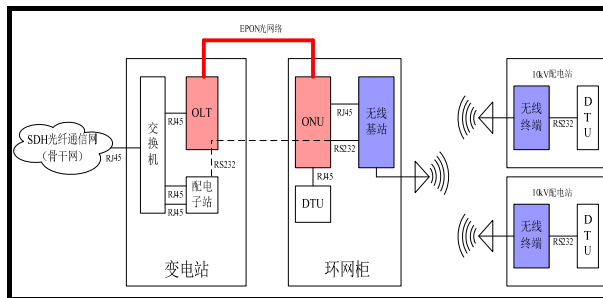 EPON光网络
SDH光纤通信网
（骨干网）
RJ45
交换机
RJ45
OLT
RS232
RJ45
RJ45
配电
子站
变电站
ONU
RJ45
RS232
无线
基站
RJ45
DTU
环网柜
10kV配电站
无线
终端
RS232
DTU
10kV配电站
无线
终端
RS232
DTU